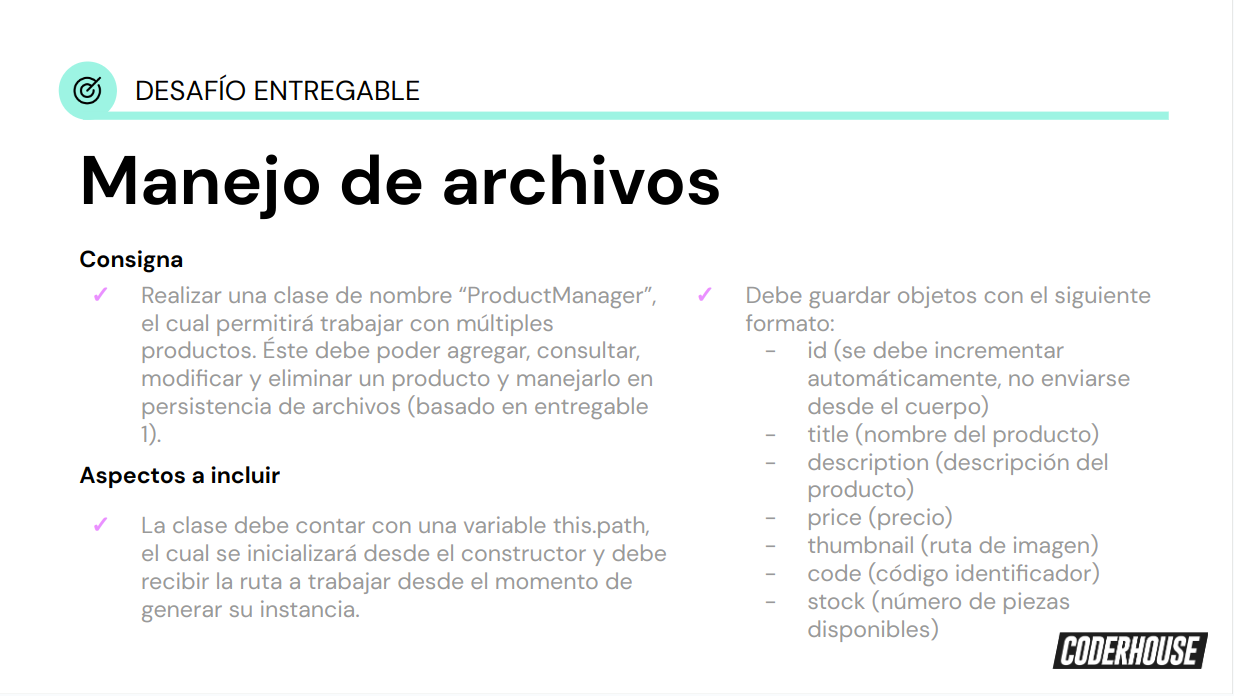 DESAFÍO ENTREGABLE
Manejo de archivos
Consigna
✓ Realizar una clase de nombre “ProductManager”,
el cual permitirá trabajar con múltiples
productos. Éste debe poder agregar, consultar,
modificar y eliminar un producto y manejarlo en
persistencia de archivos (basado en entregable
1).
Aspectos a incluir
✓ La clase debe contar con una variable this.path,
el cual se inicializará desde el constructor y debe
recibir la ruta a trabajar desde el momento de
generar su instancia.
✓ Debe guardar objetos con el siguiente
formato:
- id (se debe incrementar
automáticamente, no enviarse
desde el cuerpo)
- title (nombre del producto)
- description (descripción del
producto)
- price (precio)
- thumbnail (ruta de imagen)
- code (código identificador)
- stock (número de piezas
disponibles)
CODERHOUSE